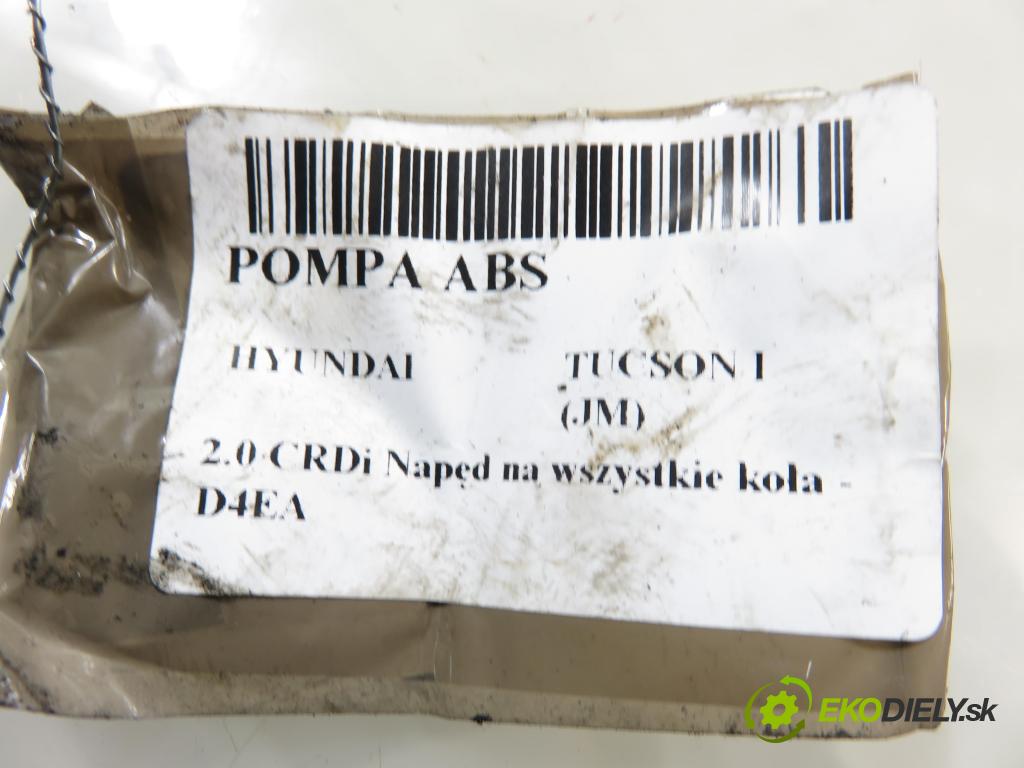 POMPA ABS
HYUNDAI TUCSON I
(JM)
2.0 CRDi Napęd na wszystkie koła -
D4EA
EKODIELY.sk